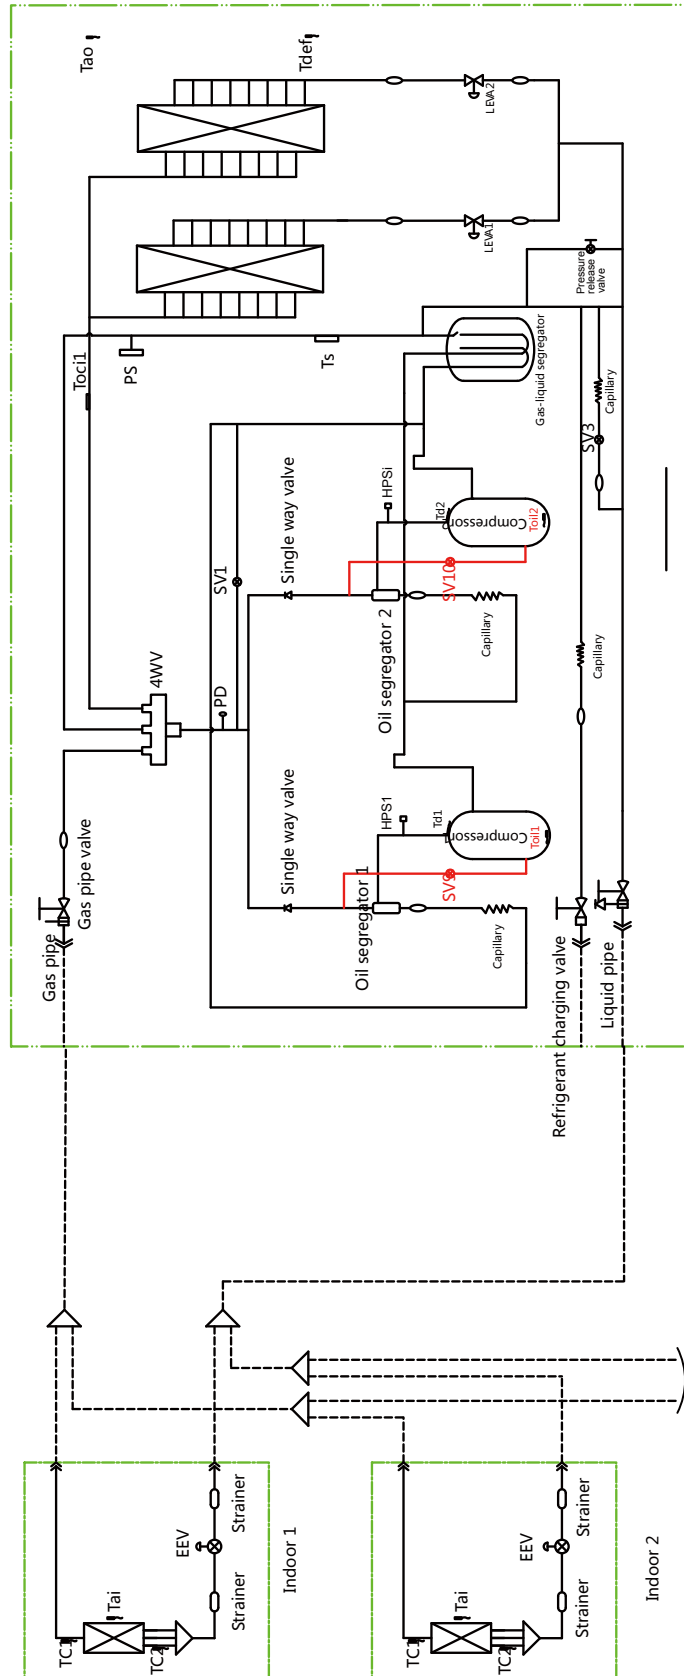 Tao
Tdef
LEVA2
LEVA1
Pressure
release
valve
Toci1
PS
Ts
Gas-liquid segregator
Capillary
SV3
HPSi
Td2
Compressor
2
Toil2
Single way valve
SV1
SV10
Oil segregator 2
Capillary
Capillary
4WV
PD
Single way valve
HPS1
Td1
Compressor
1
Toil1
SV9
Oil segregator 1
Capillary
Gas pipe valve
Gas pipe
Refrigerant charging valve
Liquid pipe
Strainer
EEV
Strainer
Tai
TC1
TC2
Indoor 1
Strainer
EEV
Strainer
Tai
TC1
TC2
Indoor 2